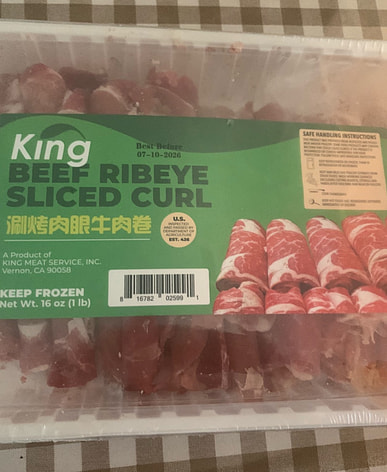 King
Best Before
07-10-2026
BEEF RIBEYE
SLICED CURL
涮烤肉眼牛肉卷
U.S.
INSPECTED
AND PASSED BY
DEPARTMENT OF
AGRICULTURE
EST. 428
A Product of
KING MEAT SERVICE, INC.
Vernon, CA 90058
KEEP FROZEN
Net Wt. 16 oz (1 lb)
8 16782 02599 1
SAFE HANDLING INSTRUCTIONS